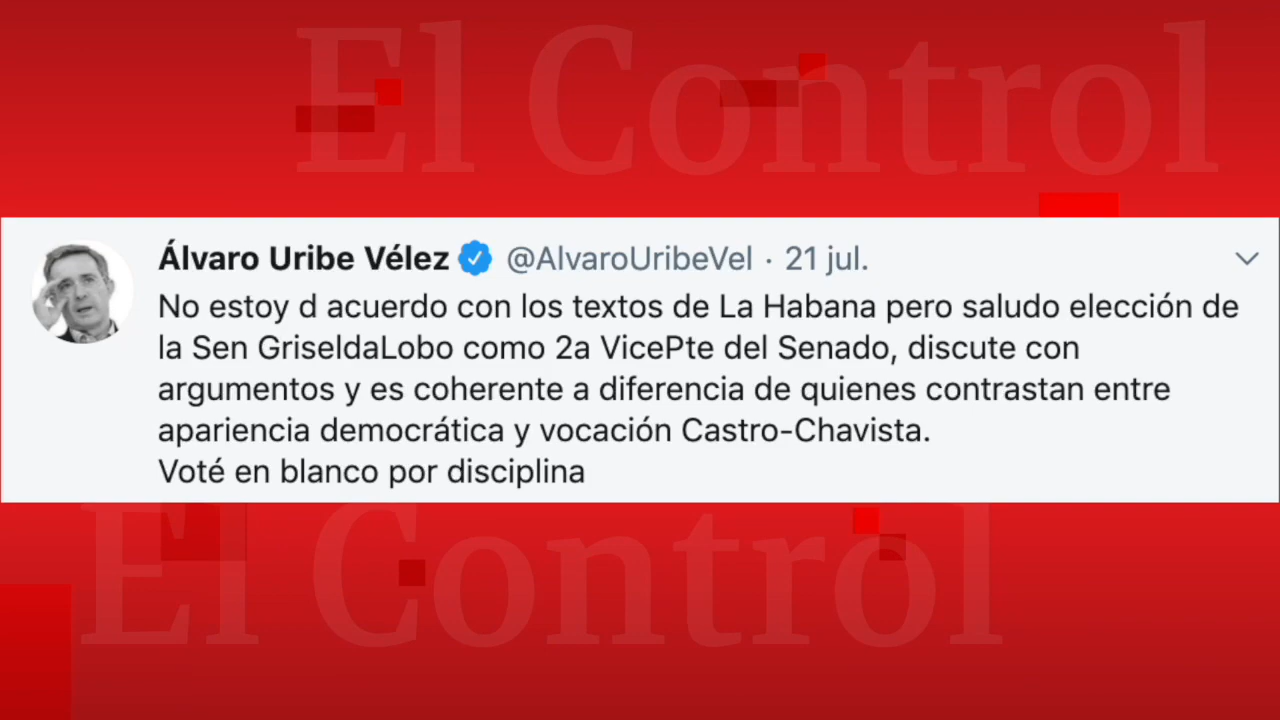 El Control
Álvaro Uribe Vélez @AlvaroUribeVel · 21 jul.
No estoy d acuerdo con los textos de La Habana pero saludo elección de
la Sen GriseldaLobo como 2a VicePte del Senado, discute con
argumentos y es coherente a diferencia de quienes contrastan entre
apariencia democrática y vocación Castro-Chavista.
Voté en blanco por disciplina
El Control